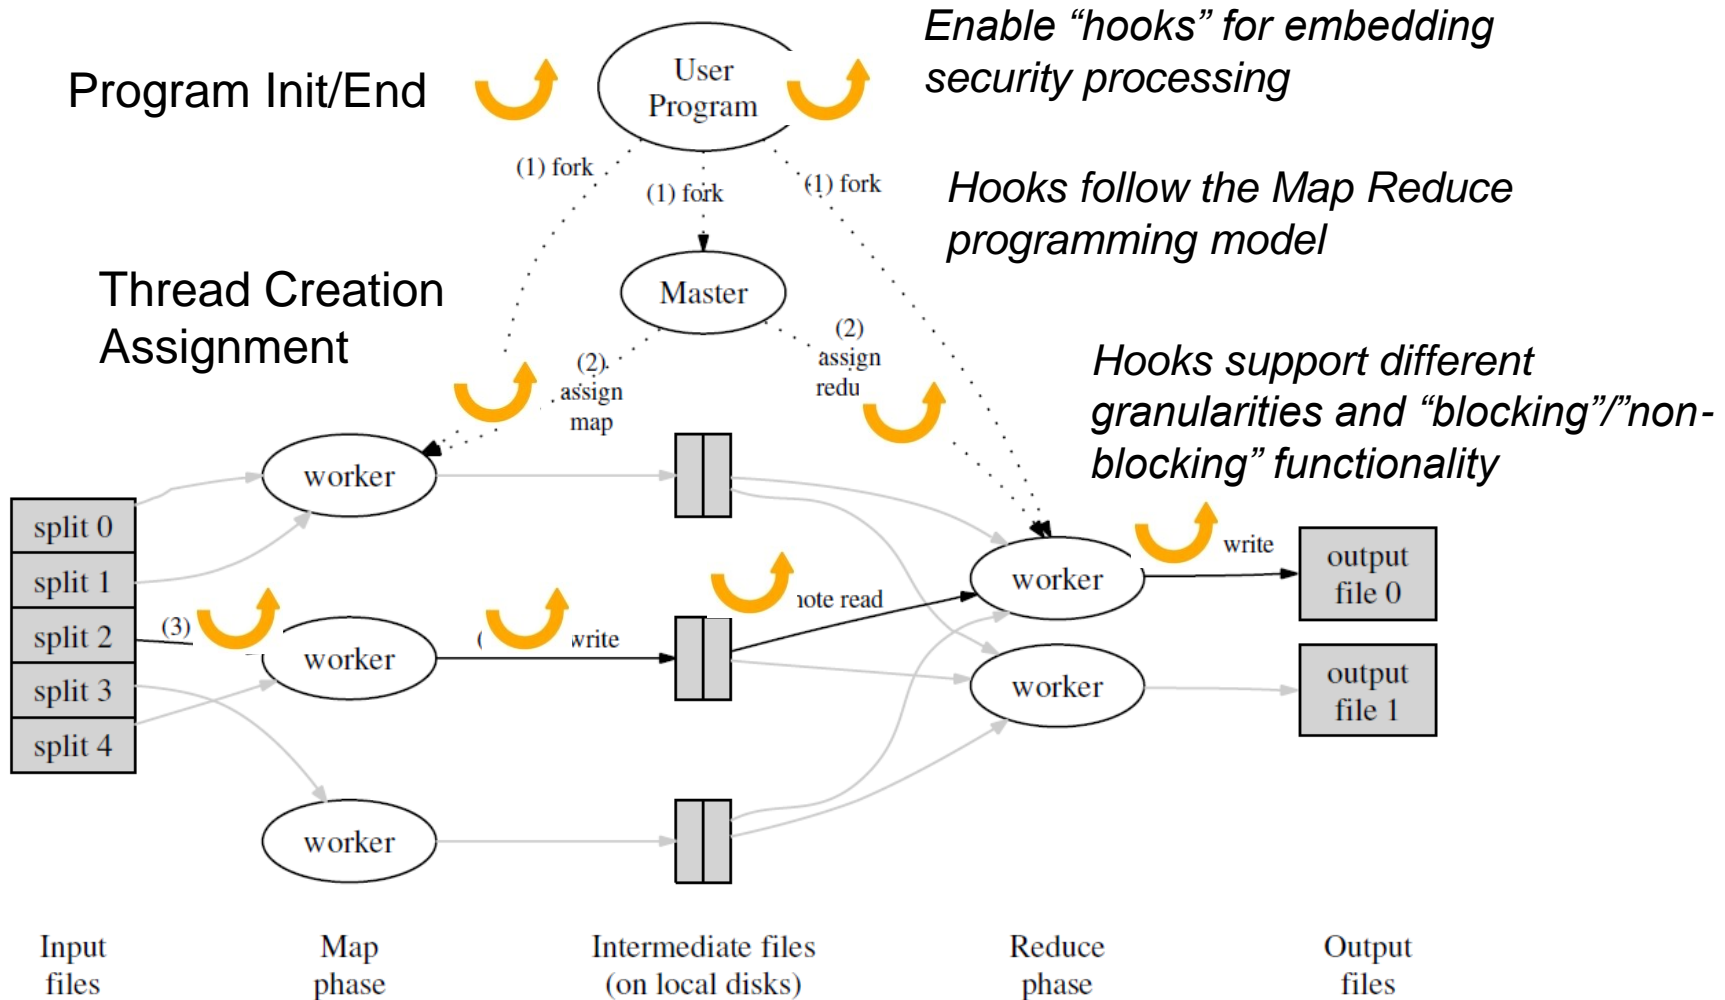 Enable “hooks” for embedding
security processing
Program Init/End
User
Program
(1) fork
(1) fork
(1) fork
Hooks follow the Map Reduce
programming model
Thread Creation
Assignment
Master
(2)
assign
map
(2)
assign
redu
Hooks support different
granularities and “blocking”/”non-
blocking” functionality
worker
split 0
split 1
split 2
split 3
split 4
(3)
worker
write
note read
worker
write
output
file 0
worker
output
file 1
worker
Input
files
Map
phase
Intermediate files
(on local disks)
Reduce
phase
Output
files